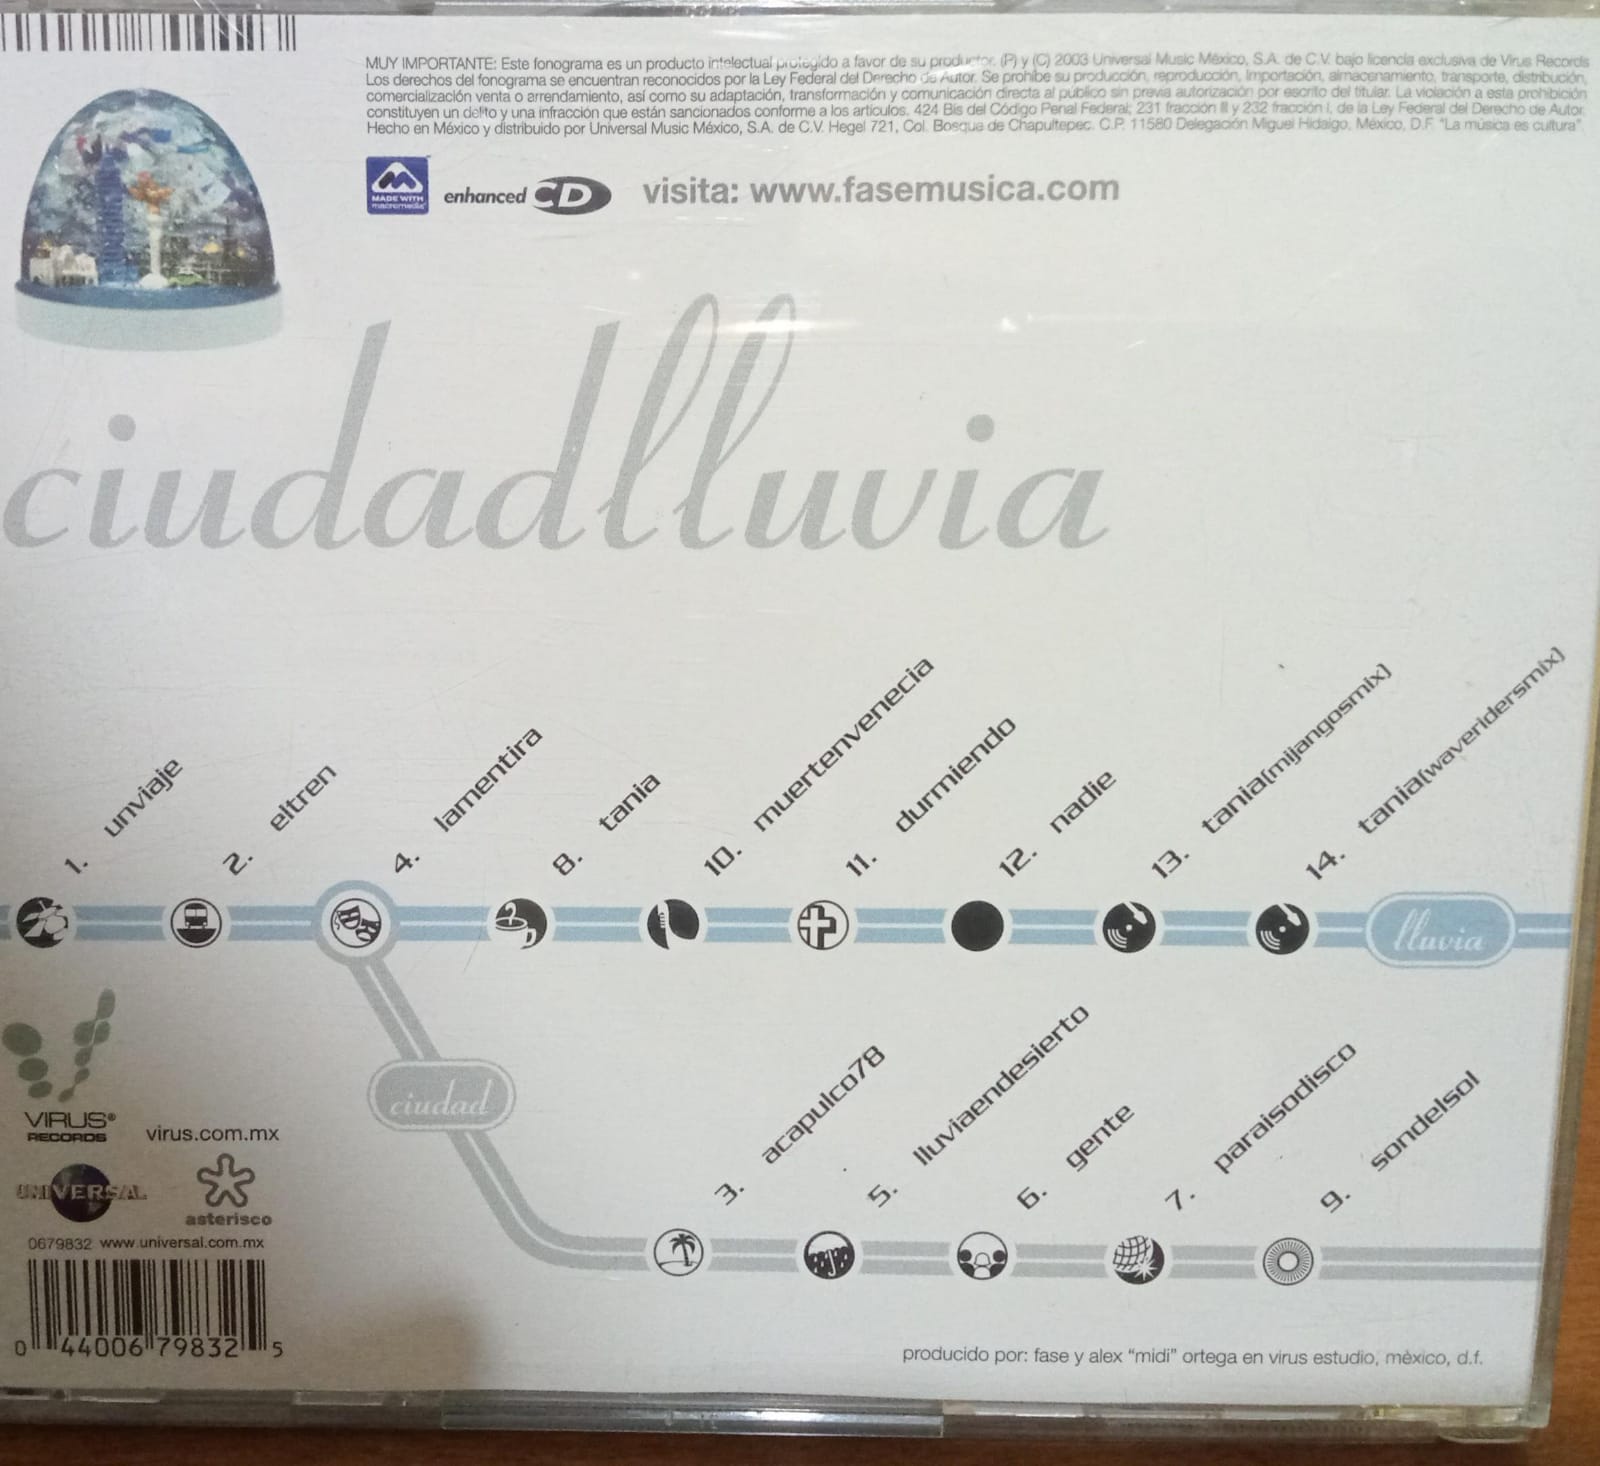 MUY IMPORTANTE: Este fonograma es un producto intelectual protegido a favor de su productor. (P) y (C) 2003 Universal Music México, S.A. de C.V. bajo licencia exclusiva de Virus Records
Los derechos del fonograma se encuentran reconocidos por la Ley Federal del Derecho de Autor. Se prohibe su producción, reproducción, importación, almacenamiento, transporte, distribución,
comercialización venta o arrendamiento, así como su adaptación, transformación y comunicación directa al público sin previa autorización por escrito del titular. La violación a esta prohibición
constituyen un delito y una infracción que están sancionados conforme a los artículos. 424 Bis del Código Penal Federal; 231 fracción III y 232 fracción I, de la Ley Federal del Derecho de Autor.
Hecho en México y distribuido por Universal Music México, S.A. de C.V. Hegel 721, Col. Bosque de Chapultepec. C.P. 11580 Delegación Miguel Hidalgo, México, D.F. "La música es cultura".
MADE WITH
macromedia
enhanced CD
visita: www.fasemusica.com
ciudadlluvia
1. unviaje
2. eltren
4. lamentira
8. tania
10. muertenvenecia
11. durmiendo
12. nadie
13. tania(mijangosmix)
14. tania(waveridersmix)
lluvia
ciudad
3. acapulco78
5. lluviaendesierto
6. gente
7. paraisodisco
9. sondelsol
VIRUS®
RECORDS
virus.com.mx
UNIVERSAL
asterisco
0679832 www.universal.com.mx
0 44006 79832 5
producido por: fase y alex "midi" ortega en virus estudio, mèxico, d.f.